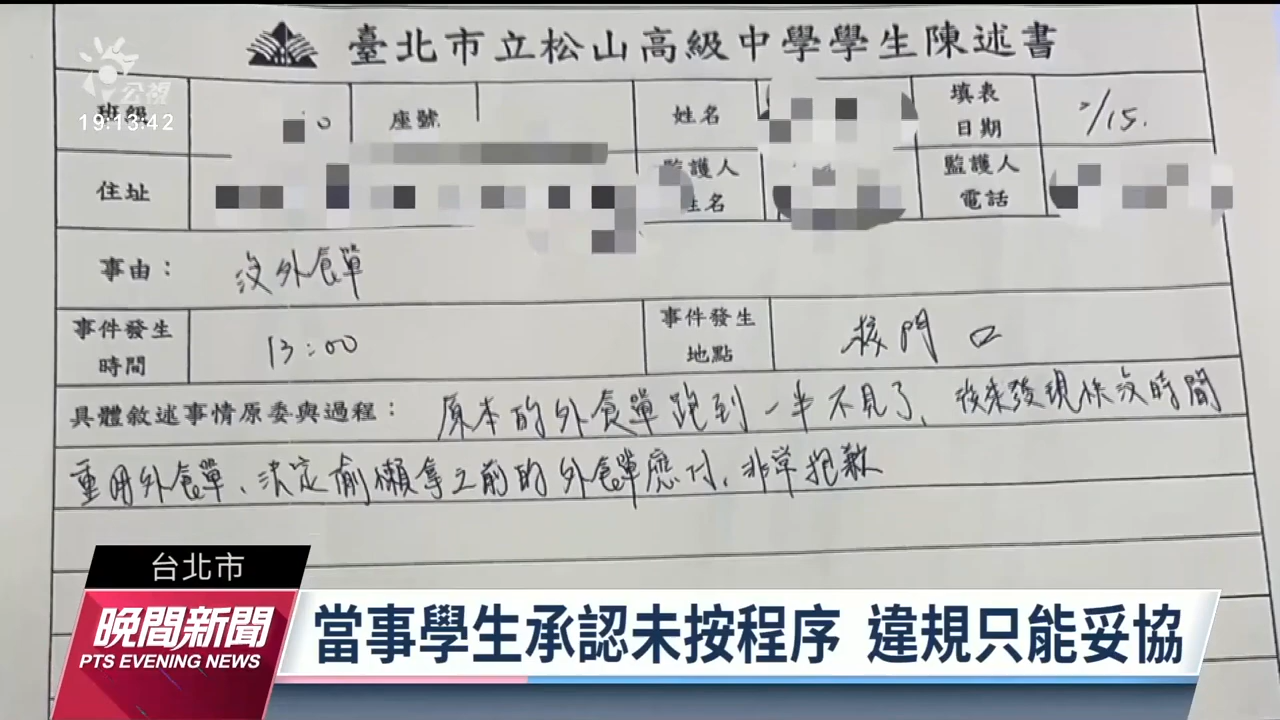 臺北市立松山高級中學學生陳述書
公視
19:13:42
班級 座號 姓名 填表日期 2/15.
住址 監護人姓名 監護人電話
事由： 沒外食單
事件發生時間 13:00 事件發生地點 校門口
具體敘述事情原委與過程： 原本的外食單跑到一半不見了、後來發現 沒時間
重用外食單、決定偷懶拿之前的外食單應付、非常抱歉
台北市
晚間新聞
PTS EVENING NEWS
當事學生承認未按程序 違規只能妥協